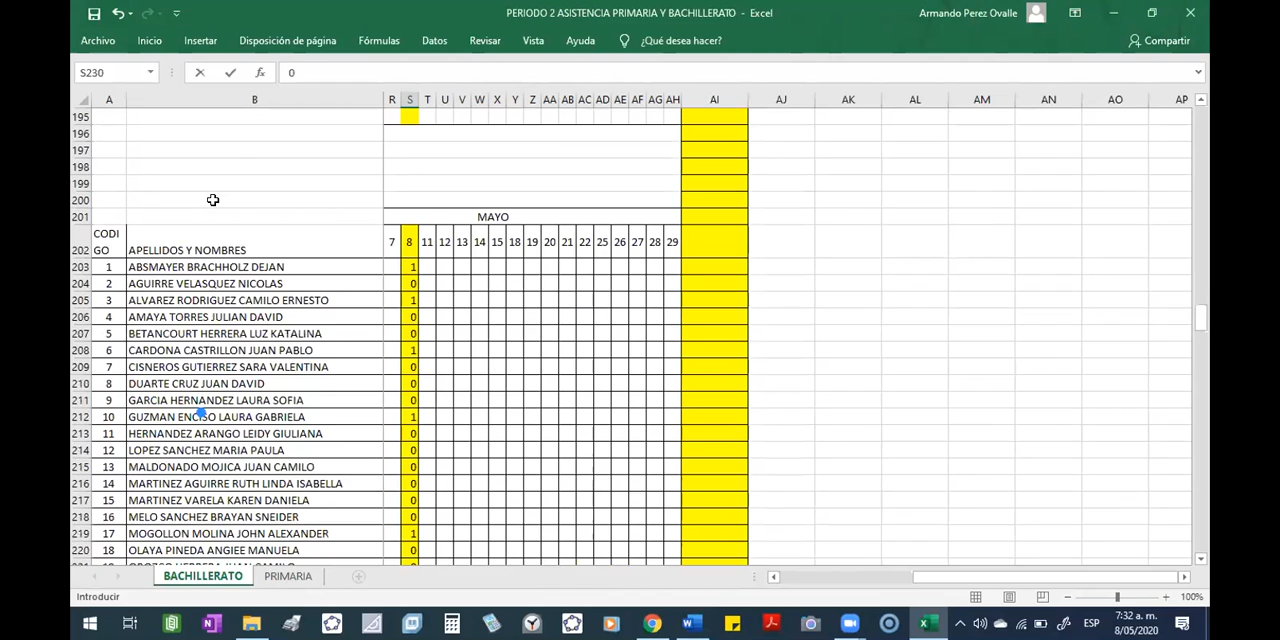 PERIODO 2 ASISTENCIA PRIMARIA Y BACHILLERATO - Excel
Armando Perez Ovalle
Archivo Inicio Insertar Disposición de página Fórmulas Datos Revisar Vista Ayuda ¿Qué desea hacer? Compartir
S230 fx 0
A B R S T U V W X Y Z AA AB AC AD AE AF AG AH AI AJ AK AL AM AN AO AP
195
196
197
198
199
200
201 MAYO
202 CODI GO APELLIDOS Y NOMBRES 7 8 11 12 13 14 15 18 19 20 21 22 25 26 27 28 29
203 1 ABSMAYER BRACHHOLZ DEJAN 1
204 2 AGUIRRE VELASQUEZ NICOLAS 0
205 3 ALVAREZ RODRIGUEZ CAMILO ERNESTO 1
206 4 AMAYA TORRES JULIAN DAVID 0
207 5 BETANCOURT HERRERA LUZ KATALINA 0
208 6 CARDONA CASTRILLON JUAN PABLO 1
209 7 CISNEROS GUTIERREZ SARA VALENTINA 0
210 8 DUARTE CRUZ JUAN DAVID 0
211 9 GARCIA HERNANDEZ LAURA SOFIA 0
212 10 GUZMAN ENCISO LAURA GABRIELA 1
213 11 HERNANDEZ ARANGO LEIDY GIULIANA 0
214 12 LOPEZ SANCHEZ MARIA PAULA 0
215 13 MALDONADO MOJICA JUAN CAMILO 0
216 14 MARTINEZ AGUIRRE RUTH LINDA ISABELLA 0
217 15 MARTINEZ VARELA KAREN DANIELA 0
218 16 MELO SANCHEZ BRAYAN SNEIDER 0
219 17 MOGOLLON MOLINA JOHN ALEXANDER 1
220 18 OLAYA PINEDA ANGIEE MANUELA 0
BACHILLERATO PRIMARIA
Introducir 100%
ESP 7:32 a. m.
8/05/2020